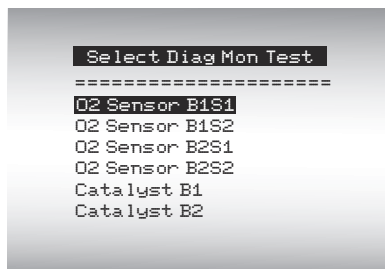 Select Diag Mon Test
======================
O2 Sensor B1S1
O2 Sensor B1S2
O2 Sensor B2S1
O2 Sensor B2S2
Catalyst B1
Catalyst B2